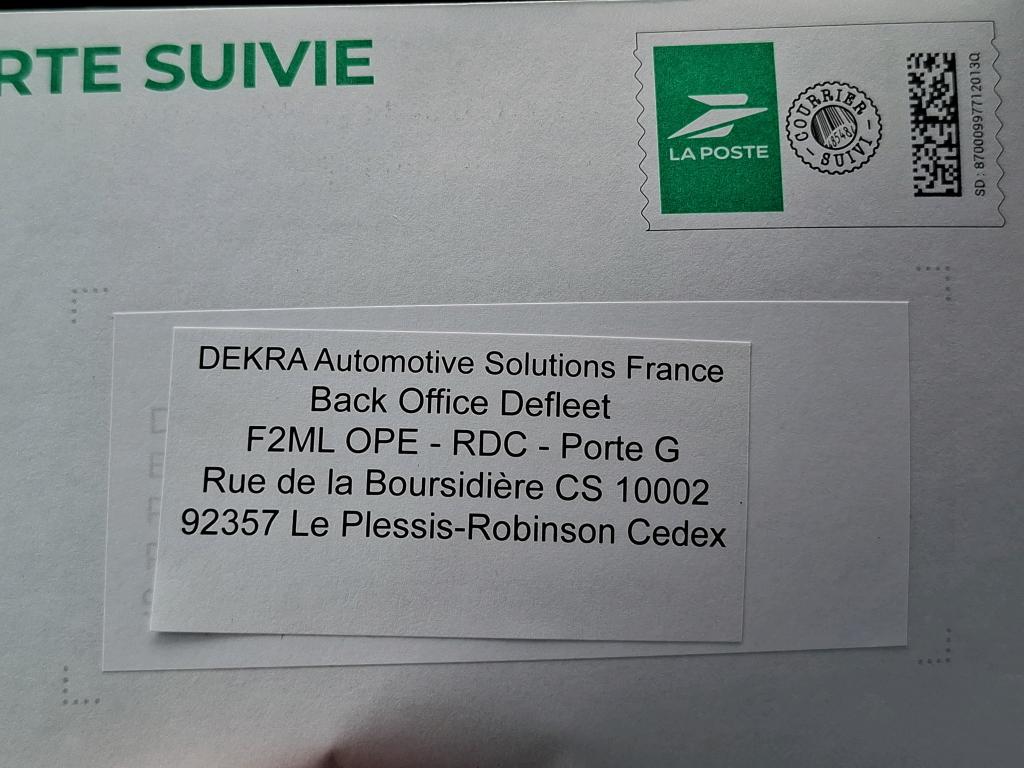 RTE SUIVIE
LA POSTE
COURRIER
SUIVI
SD : 87000997712013Q
DEKRA Automotive Solutions France
Back Office Defleet
F2ML OPE - RDC - Porte G
Rue de la Boursidière CS 10002
92357 Le Plessis-Robinson Cedex